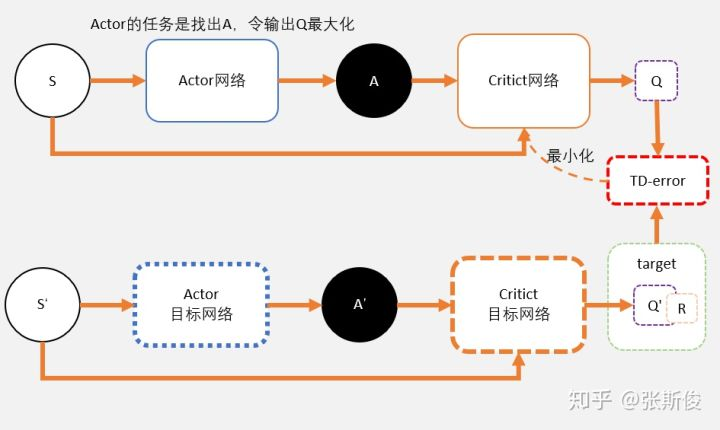 Actor的任务是找出A，令输出Q最大化
S
Actor网络
A
Critict网络
Q
最小化
TD-error
target
S‘
Actor
目标网络
A’
Critict
目标网络
Q'
R
知乎 @张斯俊